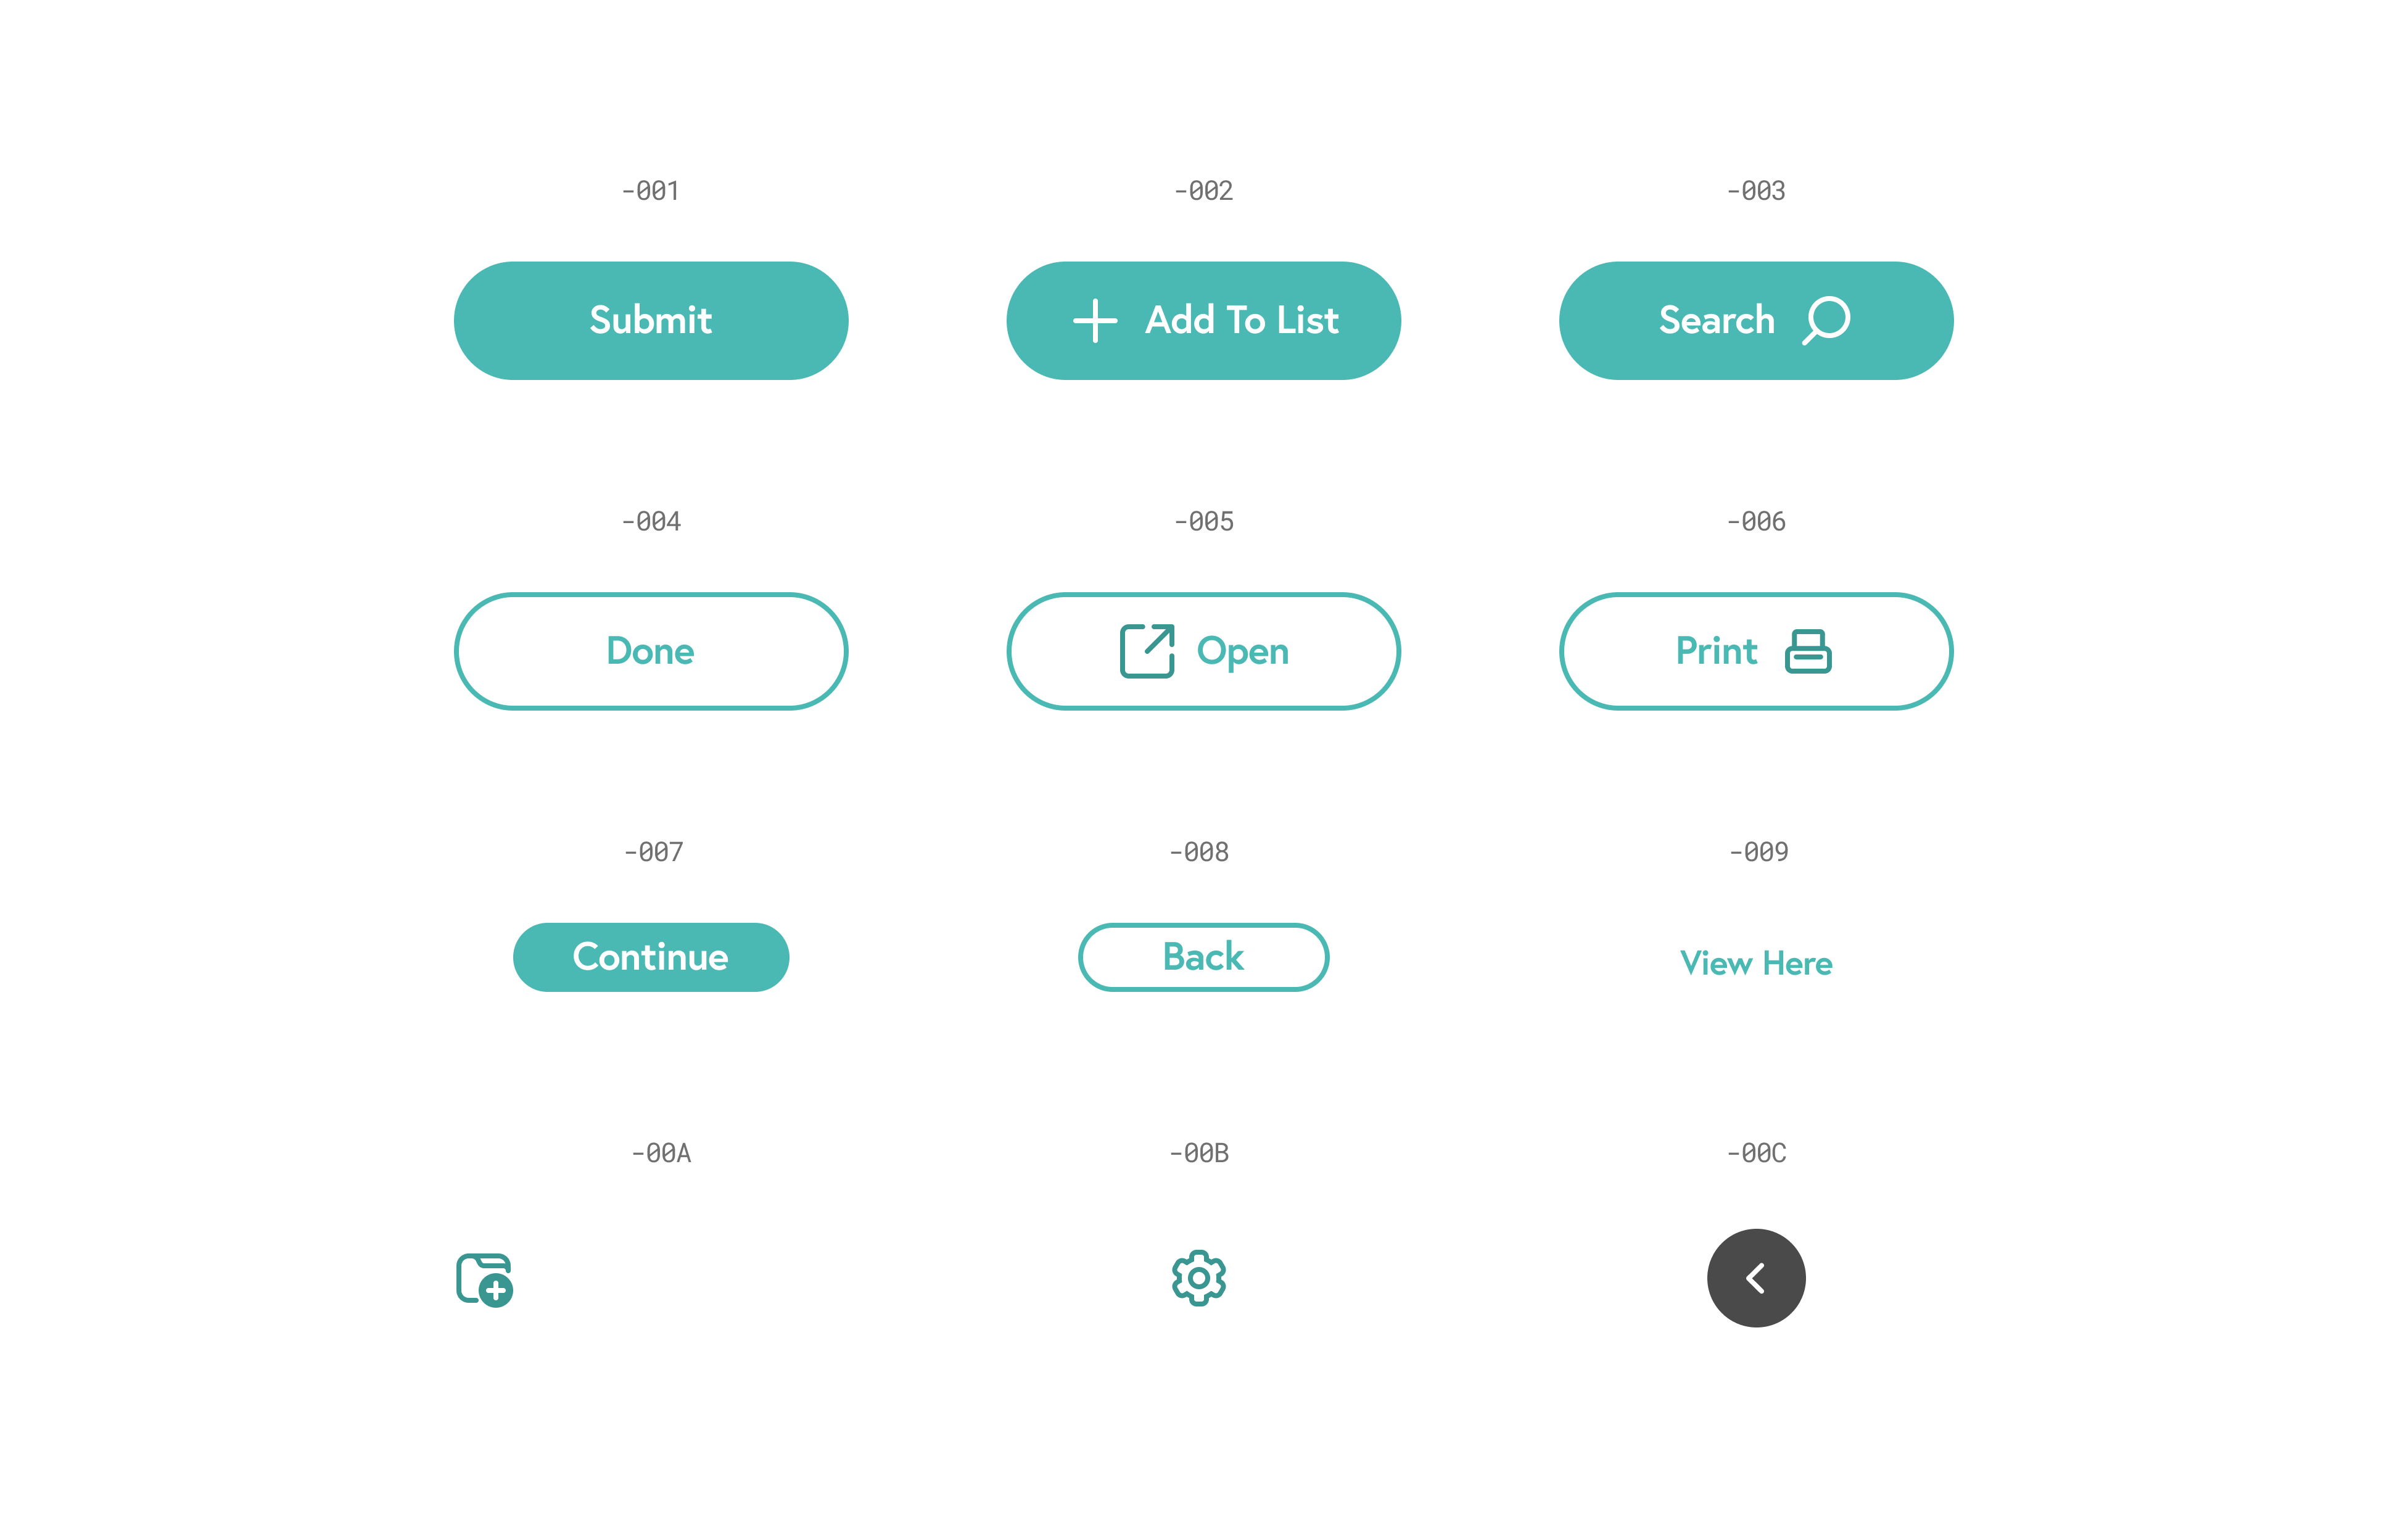 -001
-002
-003
Submit
Add To List
Search
-004
-005
-006
Done
Open
Print
-007
-008
-009
Continue
Back
View Here
-00A
-00B
-00C